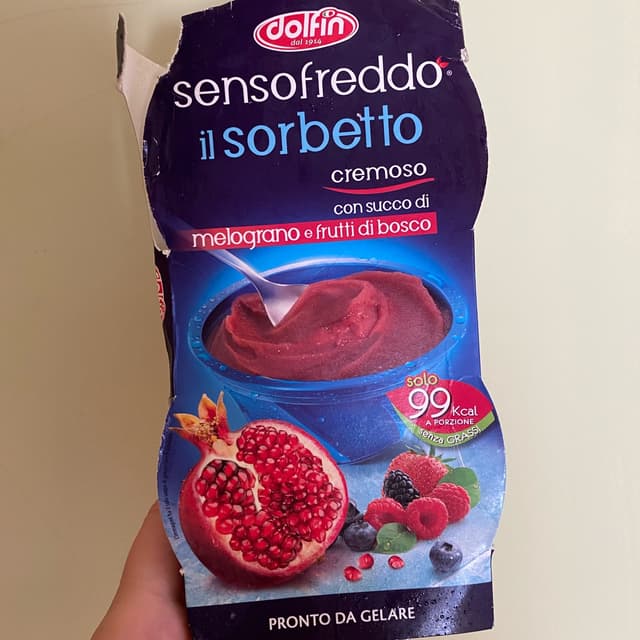 dolfin
dal 1914
sensofreddo®
il sorbetto
cremoso
con succo di
melograno e frutti di bosco
solo
99 Kcal
A PORZIONE
senza GRASSI
PRONTO DA GELARE